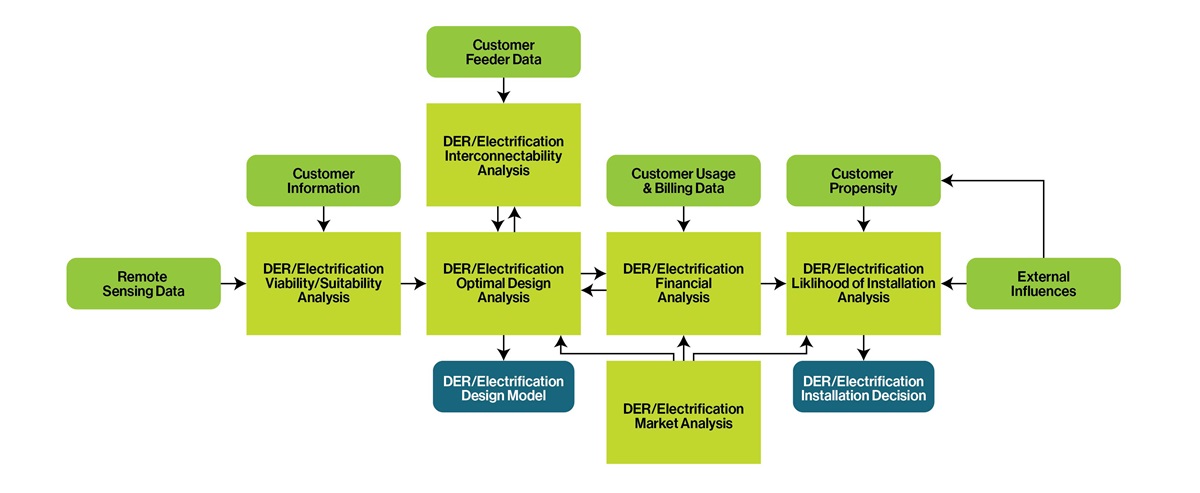 Customer
Feeder Data
DER/Electrification
Interconnectability
Analysis
Customer
Information
Customer Usage
& Billing Data
Customer
Propensity
Remote
Sensing Data
DER/Electrification
Viability/Suitability
Analysis
DER/Electrification
Optimal Design
Analysis
DER/Electrification
Financial
Analysis
DER/Electrification
Liklihood of Installation
Analysis
External
Influences
DER/Electrification
Design Model
DER/Electrification
Market Analysis
DER/Electrification
Installation Decision